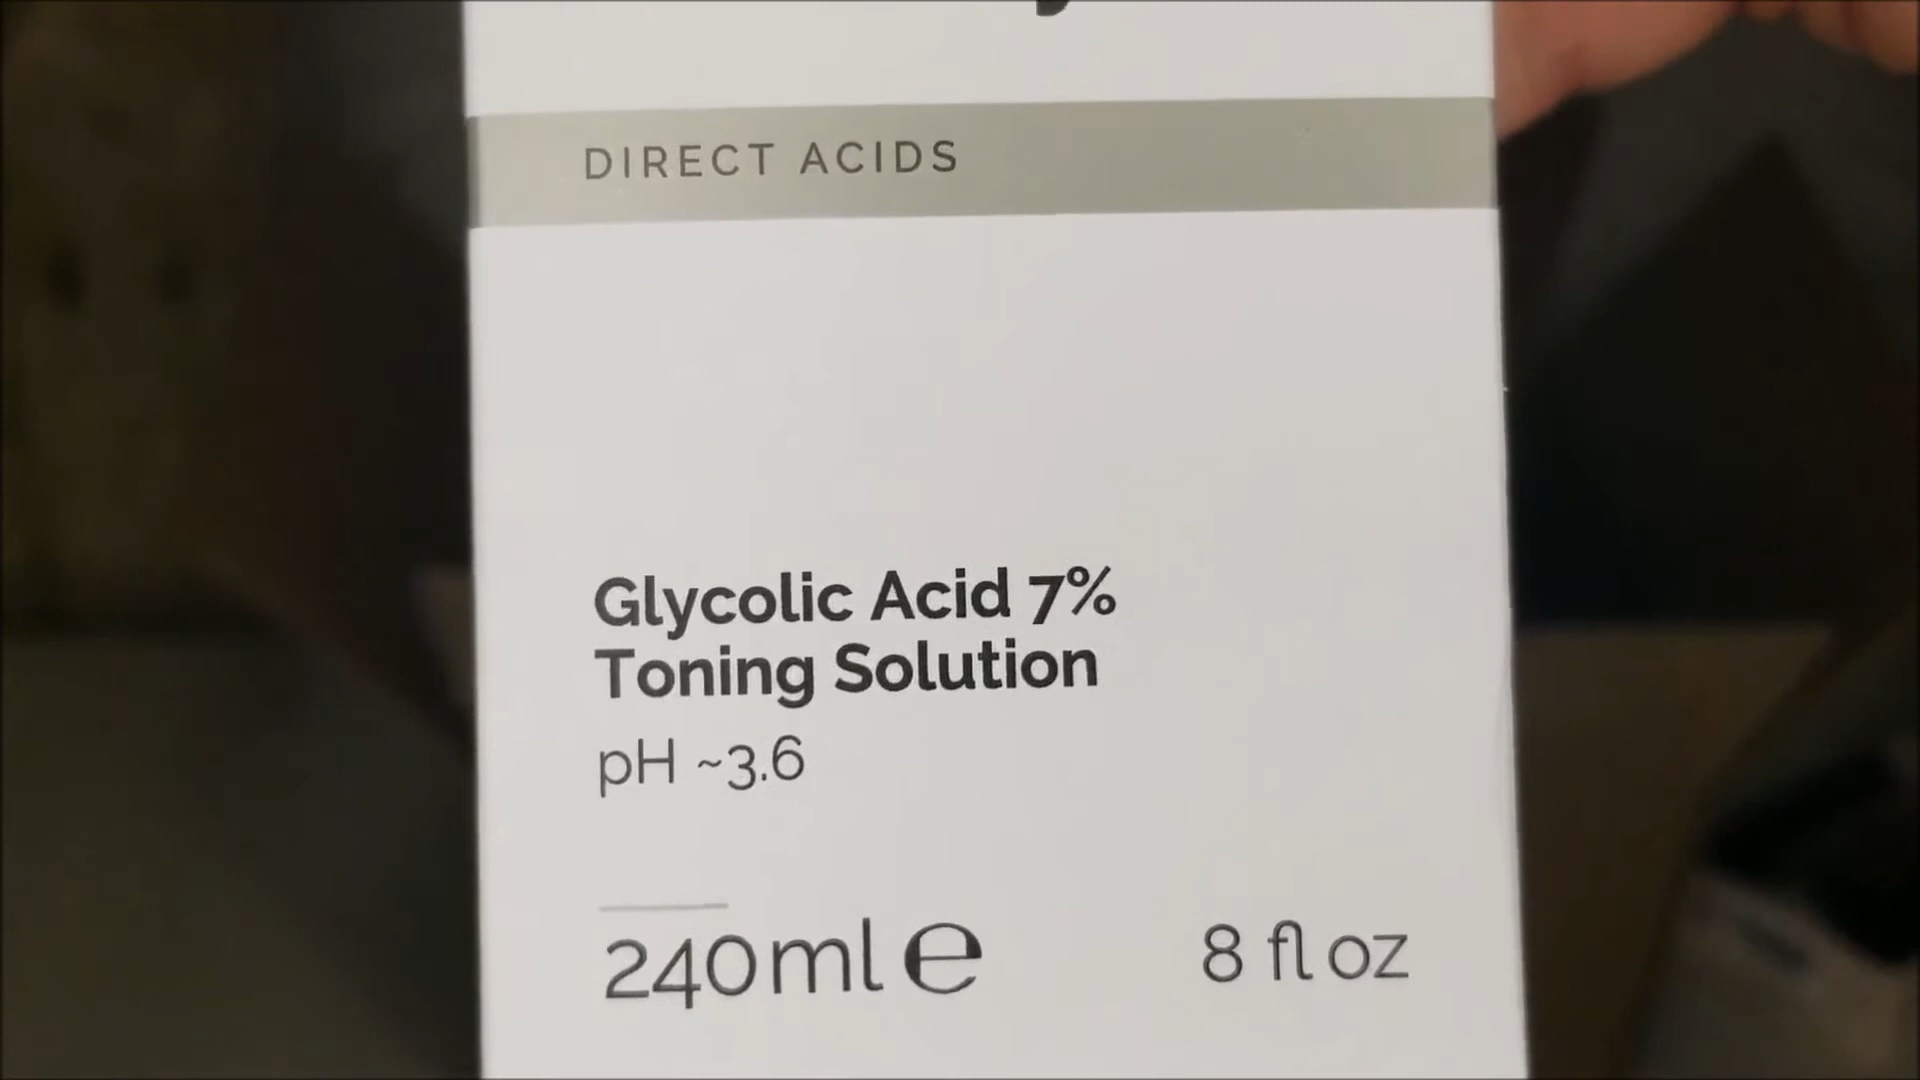 DIRECT ACIDS
Glycolic Acid 7%
Toning Solution
pH ~3.6
240ml e
8 fl oz